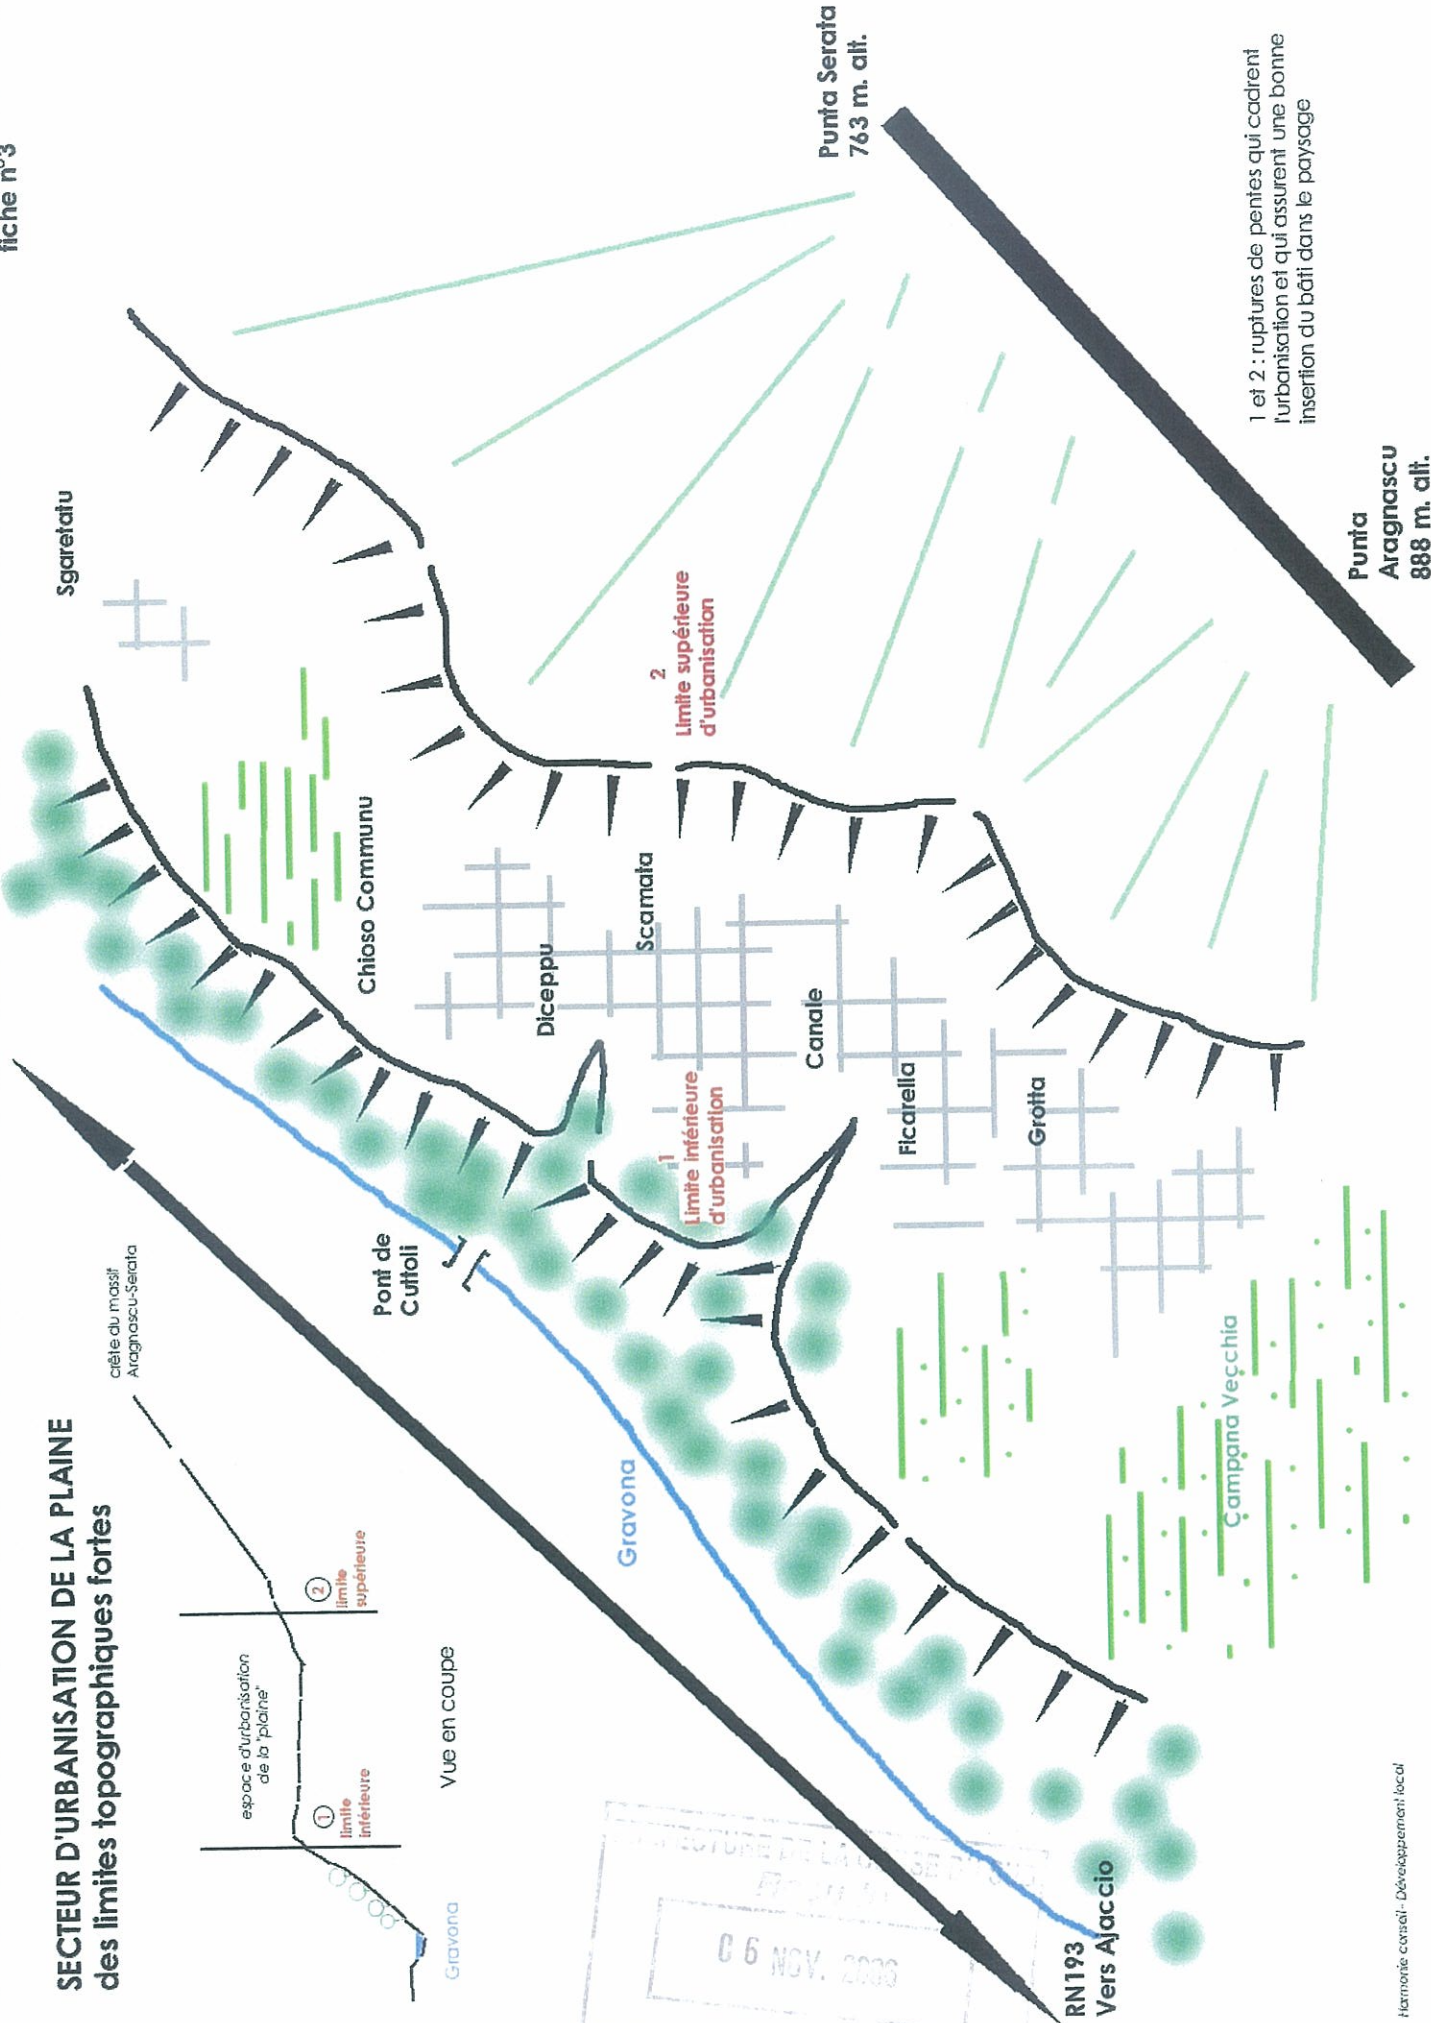 fiche n°3
SECTEUR D'URBANISATION DE LA PLAINE
des limites topographiques fortes
crête du massif
Aragnascu-Serata
espace d'urbanisation
de la "plaine"
1
limite
inférieure
2
limite
supérieure
Gravona
Vue en coupe
Pont de
Cuttoli
Gravona
Sgaretatu
Chioso Communu
Diceppu
Scamata
Canale
Ficarella
Grotta
Campana Vecchia
1
Limite inférieure
d'urbanisation
2
Limite supérieure
d'urbanisation
Punta Serata
763 m. alt.
Punta
Aragnascu
888 m. alt.
1 et 2 : ruptures de pentes qui cadrent
l'urbanisation et qui assurent une bonne
insertion du bâti dans le paysage
RN193
Vers Ajaccio
06 NOV.
Harmonie conseil - Développement local